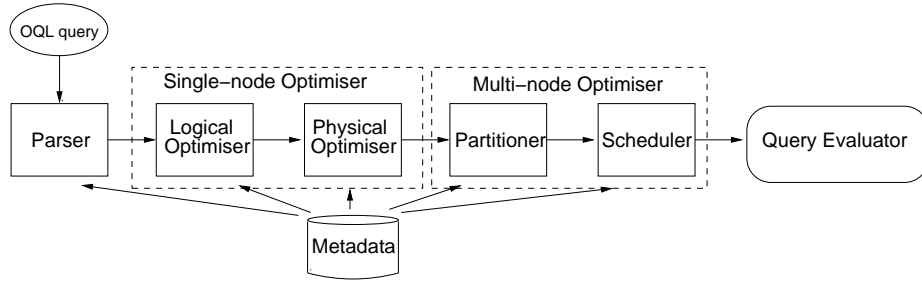 OQL query
Single-node Optimiser
Multi-node Optimiser
Parser
Logical
Optimiser
Physical
Optimiser
Partitioner
Scheduler
Query Evaluator
Metadata